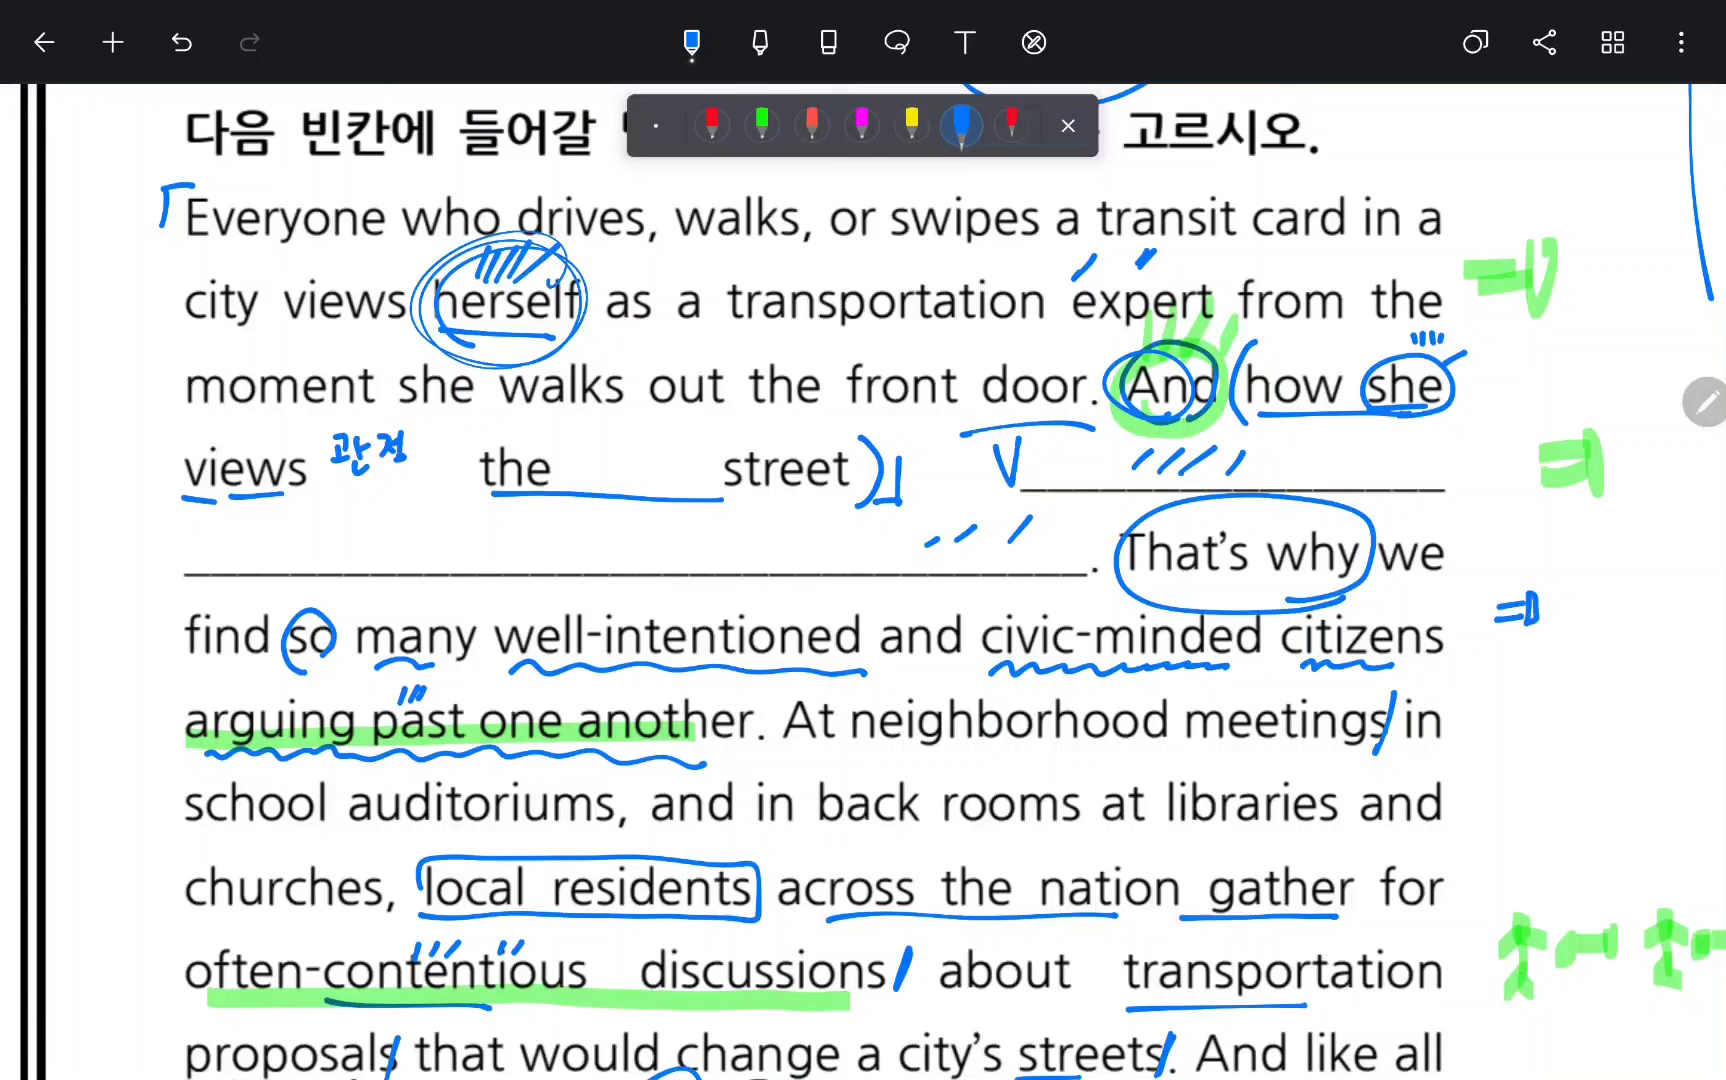 다음 빈칸에 들어갈 고르시오.
Everyone who drives, walks, or swipes a transit card in a
city views herself as a transportation expert from the
moment she walks out the front door. And how she
views 관점 the street
. That's why we
find so many well-intentioned and civic-minded citizens
arguing past one another. At neighborhood meetings in
school auditoriums, and in back rooms at libraries and
churches, local residents across the nation gather for
often-contentious discussions about transportation
proposals that would change a city's streets. And like all